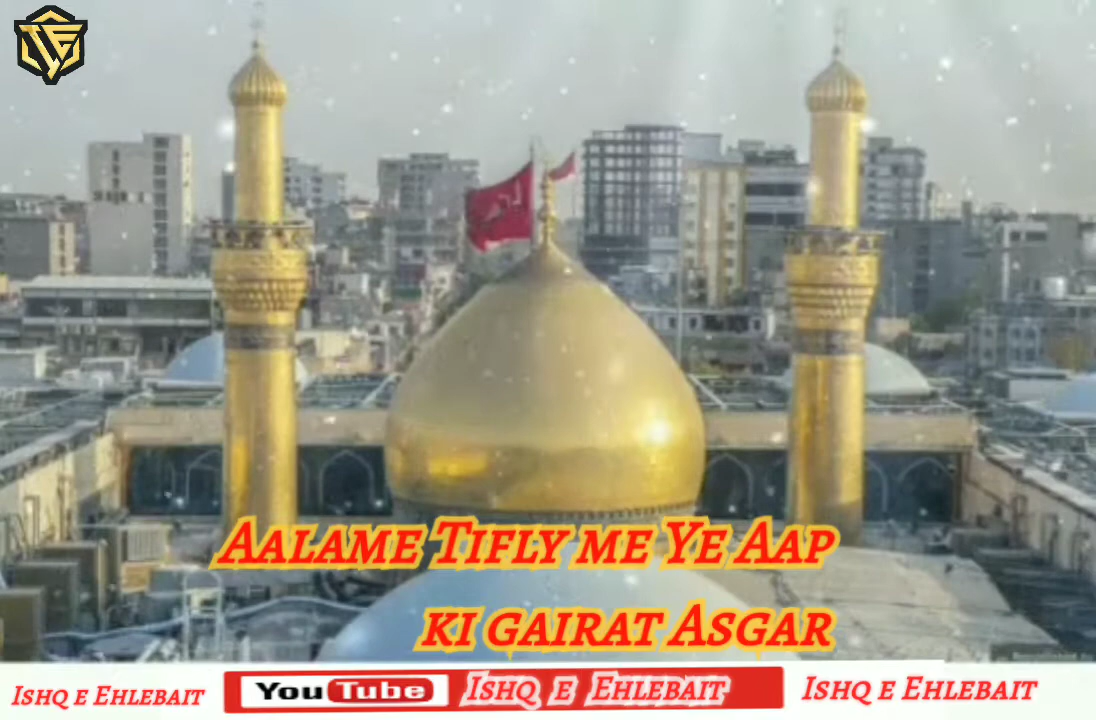 Aalame Tifly me Ye Aap
ki gairat Asgar
Ishq e Ehlebait
YouTube Ishq e Ehlebait
Ishq e Ehlebait